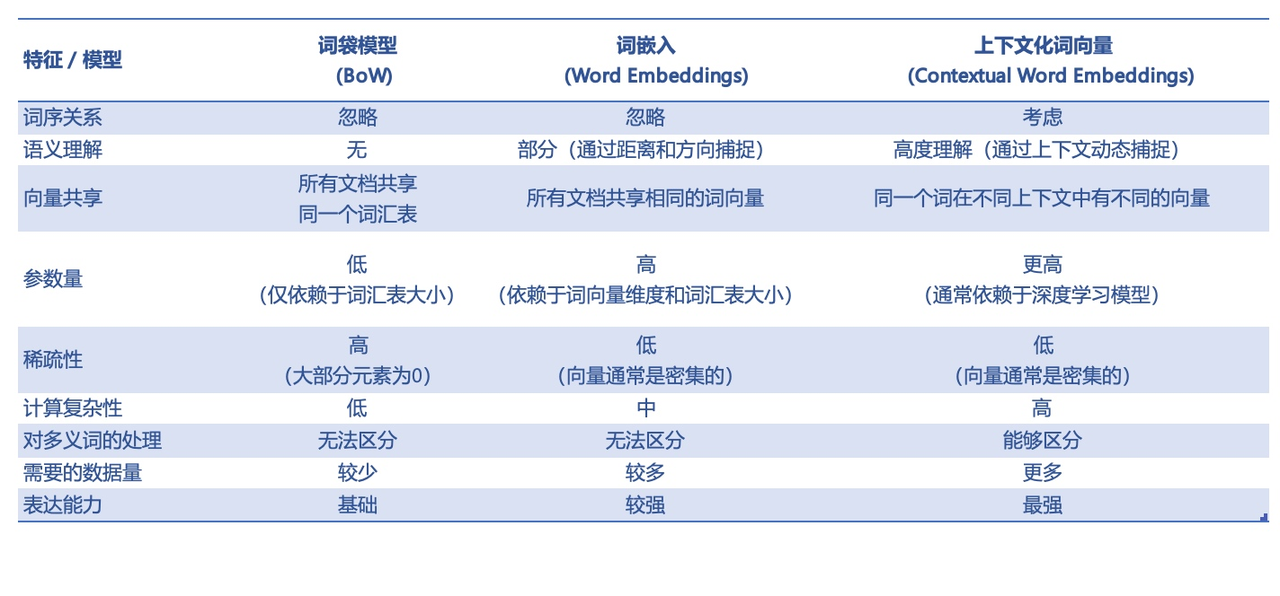 特征 / 模型
词袋模型
(BoW)
词嵌入
(Word Embeddings)
上下文化词向量
(Contextual Word Embeddings)
词序关系 忽略 忽略 考虑
语义理解 无 部分（通过距离和方向捕捉） 高度理解（通过上下文动态捕捉）
向量共享
所有文档共享
同一个词汇表
所有文档共享相同的词向量
同一个词在不同上下文中有不同的向量
参数量
低
（仅依赖于词汇表大小）
高
（依赖于词向量维度和词汇表大小）
更高
（通常依赖于深度学习模型）
稀疏性
高
（大部分元素为0）
低
（向量通常是密集的）
低
（向量通常是密集的）
计算复杂性 低 中 高
对多义词的处理 无法区分 无法区分 能够区分
需要的数据量 较少 较多 更多
表达能力 基础 较强 最强